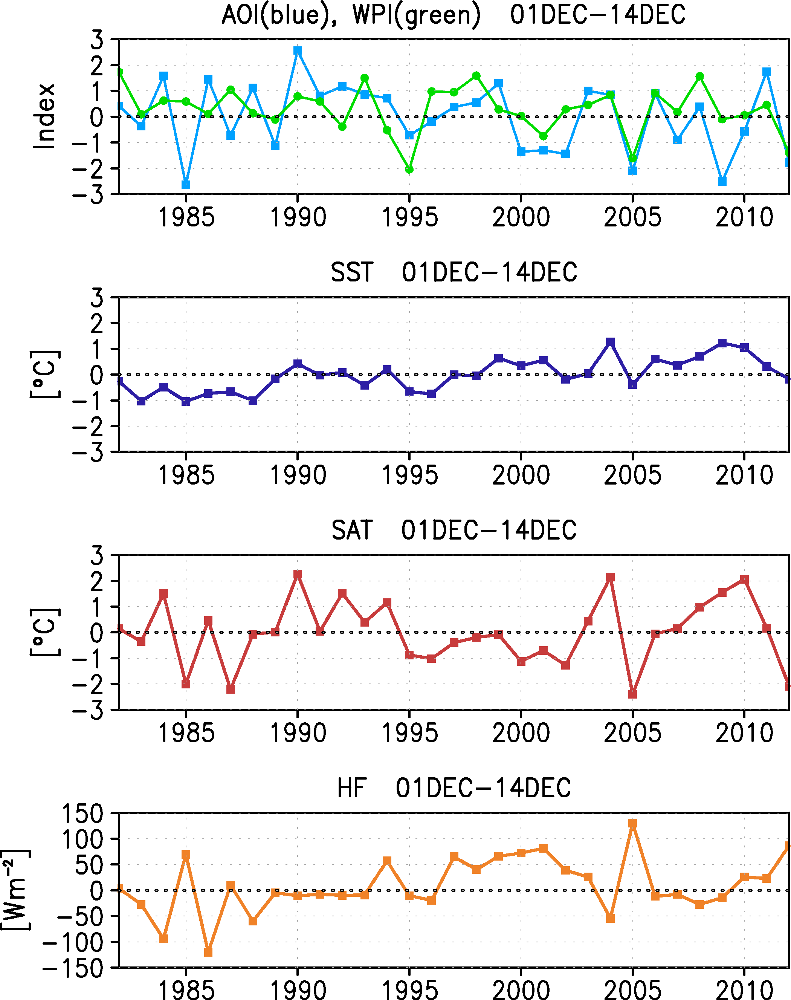 AOI(blue), WPI(green) 01DEC−14DEC
3
2
1
0
−1
−2
−3
Index
1985 1990 1995 2000 2005 2010
SST 01DEC−14DEC
3
2
1
0
−1
−2
−3
[°C]
1985 1990 1995 2000 2005 2010
SAT 01DEC−14DEC
3
2
1
0
−1
−2
−3
[°C]
1985 1990 1995 2000 2005 2010
HF 01DEC−14DEC
150
100
50
0
−50
−100
−150
[Wm⁻²]
1985 1990 1995 2000 2005 2010